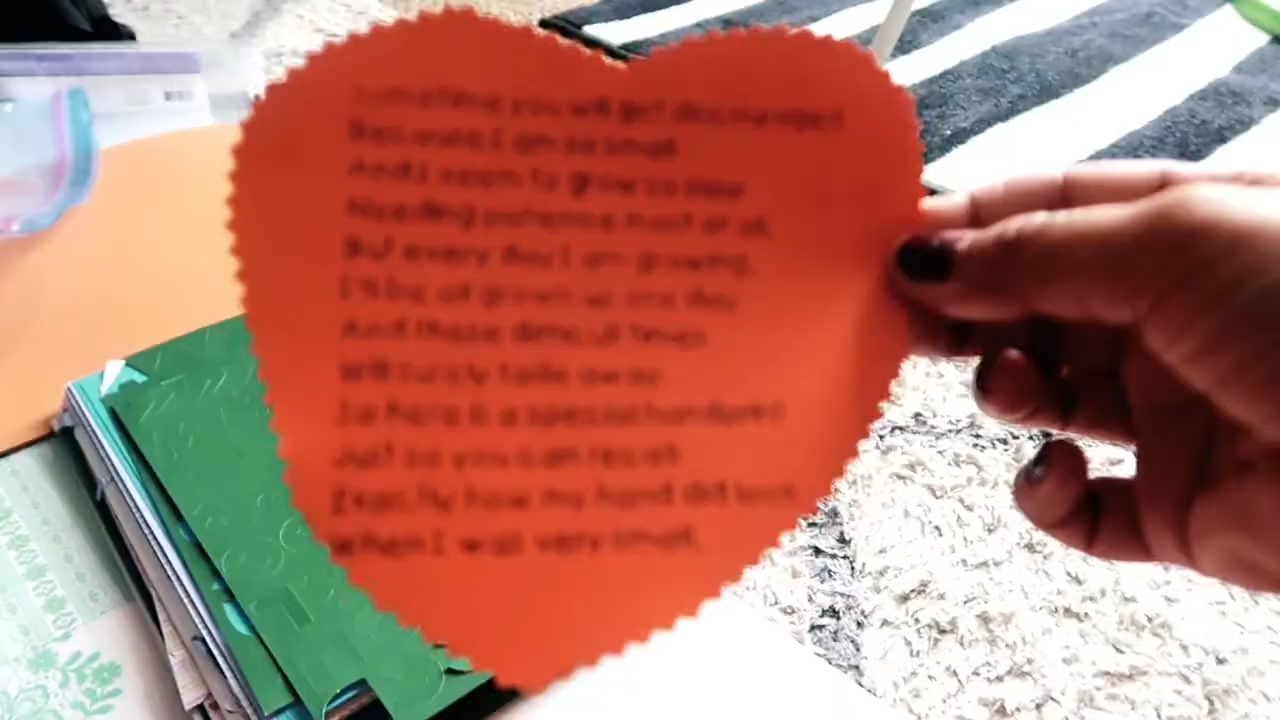 Sometime you will get discouraged
Because I am so small
And I seem to grow so slow
Needing patience most of all.
But every day I am growing,
I'll be all grown up one day
And those difficult times
Will surely fade away
So here is a special handprint
Just so you can recall
Exactly how my hand did look
When I was very small.